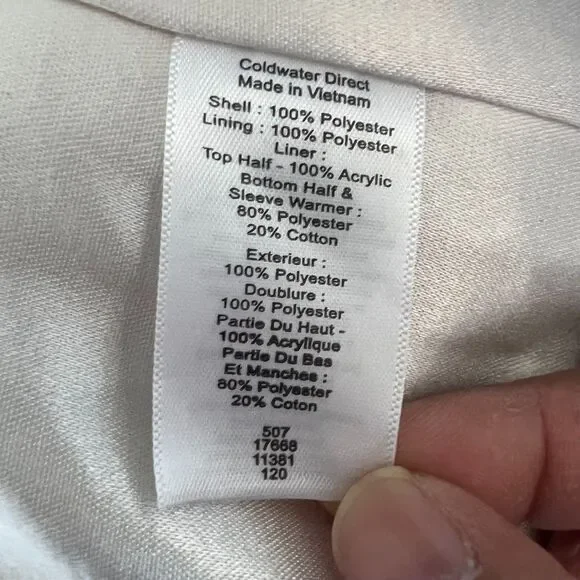 Coldwater Direct
Made in Vietnam
Shell : 100% Polyester
Lining : 100% Polyester
Liner :
Top Half - 100% Acrylic
Bottom Half &
Sleeve Warmer :
80% Polyester
20% Cotton
Exterieur :
100% Polyester
Doublure :
100% Polyester
Partie Du Haut -
100% Acrylique
Partie Du Bas
Et Manches :
80% Polyester
20% Coton
507
17668
11381
120